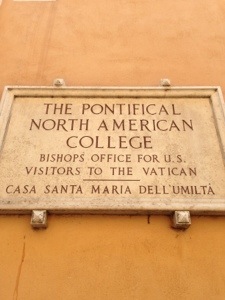 THE PONTIFICAL
NORTH AMERICAN
COLLEGE
BISHOPS' OFFICE FOR U.S.
VISITORS TO THE VATICAN
CASA SANTA MARIA DELL'UMILTÀ